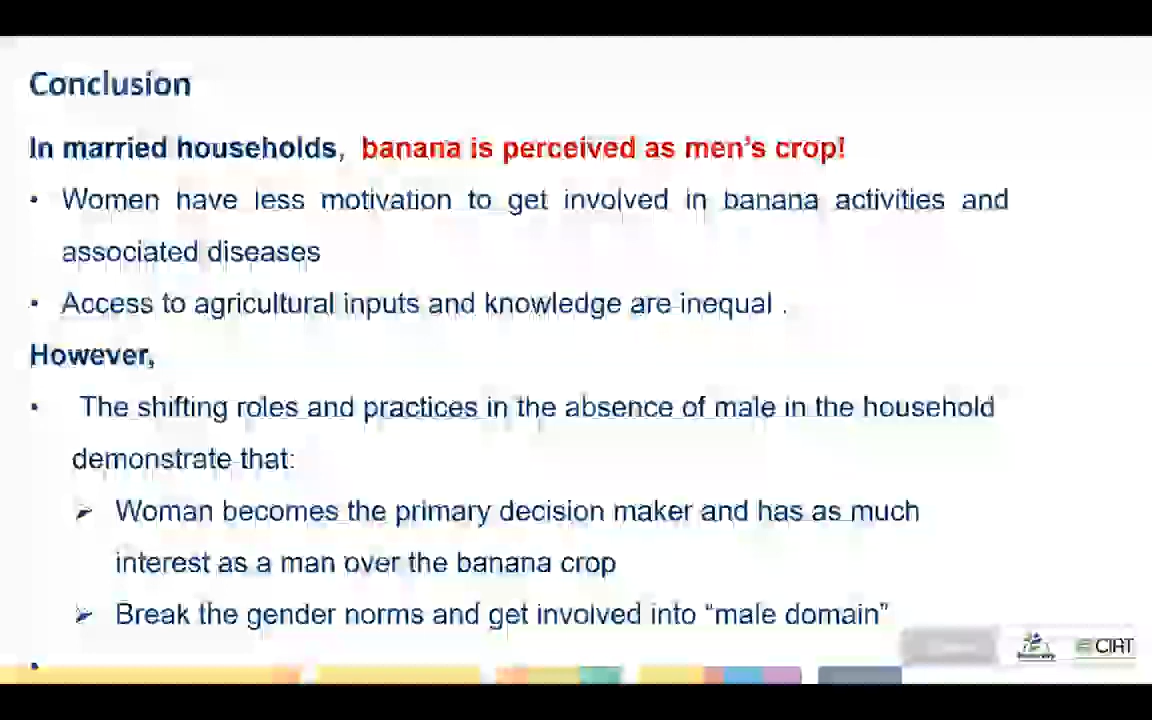 Conclusion
In married households, banana is perceived as men's crop!
• Women have less motivation to get involved in banana activities and
associated diseases
• Access to agricultural inputs and knowledge are inequal .
However,
• The shifting roles and practices in the absence of male in the household
demonstrate that:
➢ Woman becomes the primary decision maker and has as much
interest as a man over the banana crop
➢ Break the gender norms and get involved into “male domain”
•